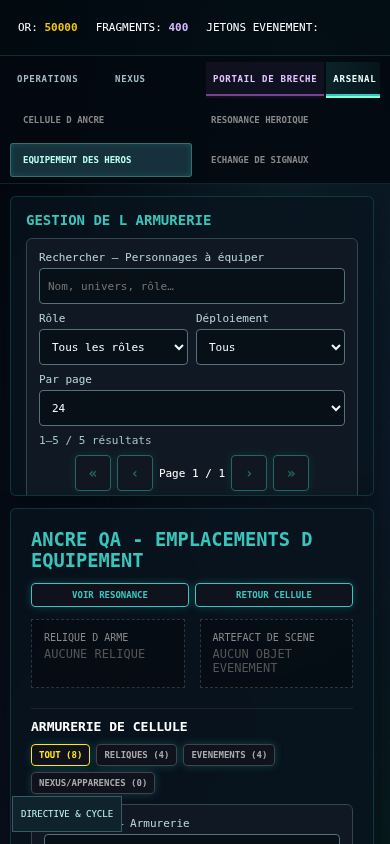 OR: 50000 FRAGMENTS: 400 JETONS EVENEMENT:
OPERATIONS NEXUS PORTAIL DE BRECHE ARSENAL
CELLULE D ANCRE RESONANCE HEROIQUE
EQUIPEMENT DES HEROS ECHANGE DE SIGNAUX
GESTION DE L ARMURERIE
Rechercher — Personnages à équiper
Nom, univers, rôle…
Rôle Déploiement
Tous les rôles Tous
Par page
24
1–5 / 5 résultats
« ‹ Page 1 / 1 › »
ANCRE QA - EMPLACEMENTS D
EQUIPEMENT
VOIR RESONANCE RETOUR CELLULE
RELIQUE D ARME ARTEFACT DE SCENE
AUCUNE RELIQUE AUCUN OBJET
EVENEMENT
ARMURERIE DE CELLULE
TOUT (8) RELIQUES (4) EVENEMENTS (4)
NEXUS/APPARENCES (0)
DIRECTIVE & CYCLE
Armurerie